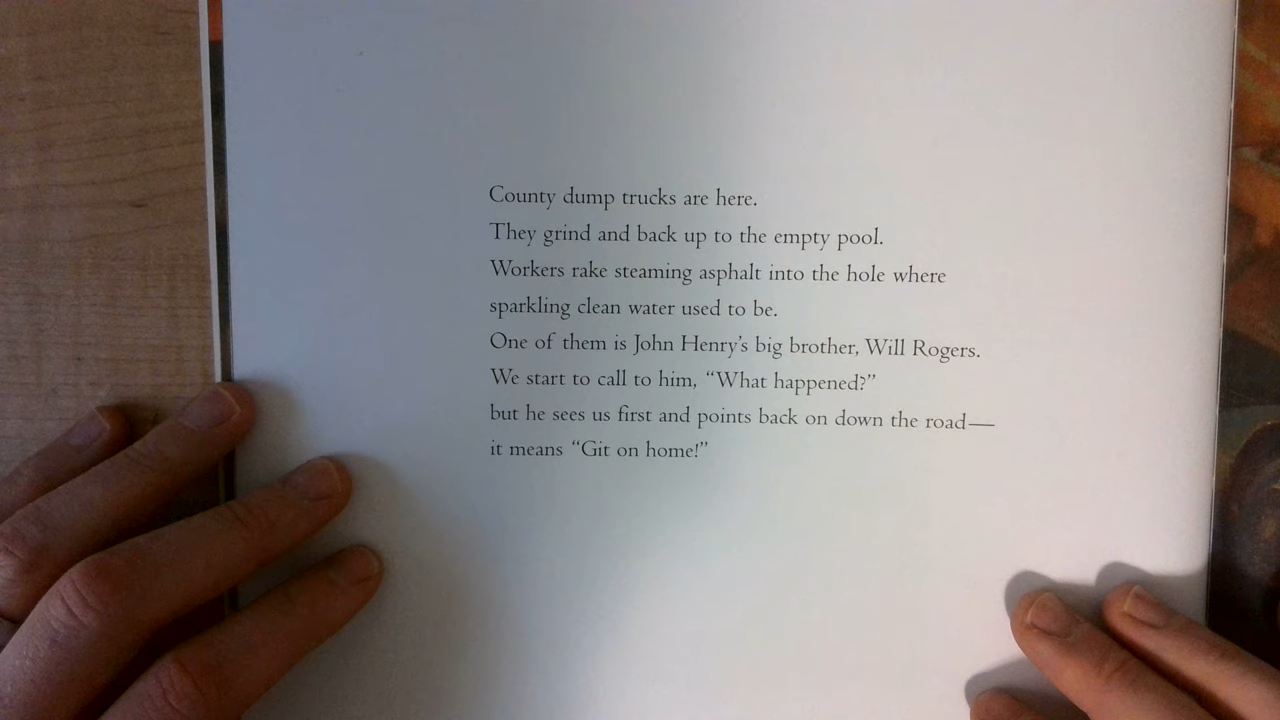 County dump trucks are here.
They grind and back up to the empty pool.
Workers rake steaming asphalt into the hole where
sparkling clean water used to be.
One of them is John Henry’s big brother, Will Rogers.
We start to call to him, “What happened?”
but he sees us first and points back on down the road—
it means “Git on home!”